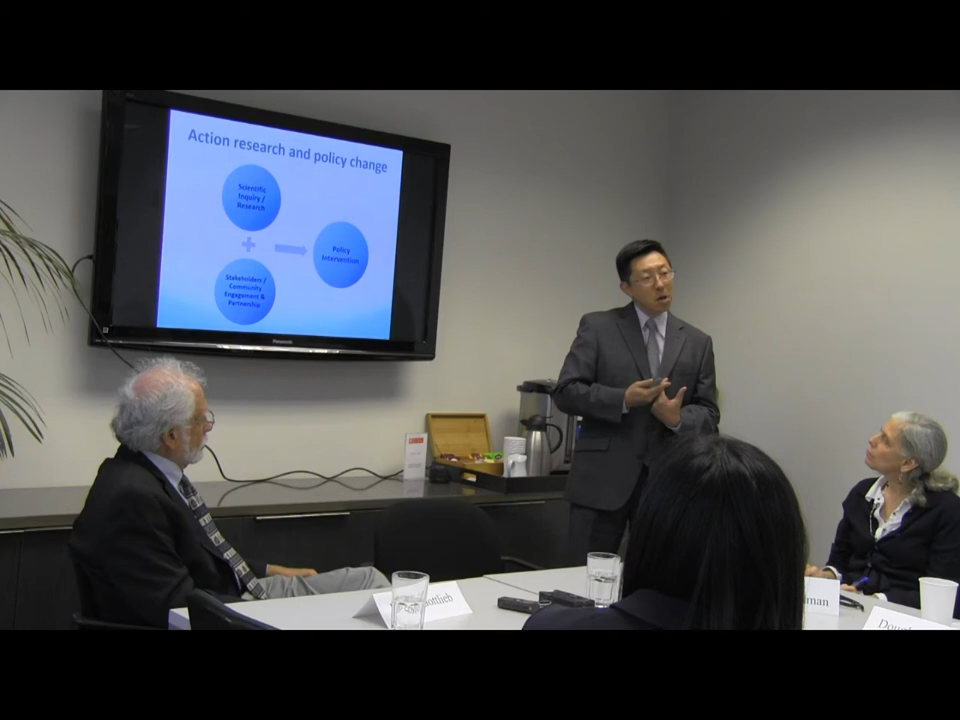 Action research and policy change
Scientific
Inquiry /
Research
Policy
Intervention
Stakeholders /
Community
Engagement &
Partnership
Panasonic